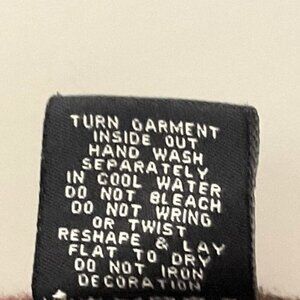 TURN GARMENT
INSIDE OUT
HAND WASH
SEPARATELY
IN COOL WATER
DO NOT BLEACH
DO NOT WRING
OR TWIST
RESHAPE & LAY
FLAT TO DRY
DO NOT IRON
DECORATION